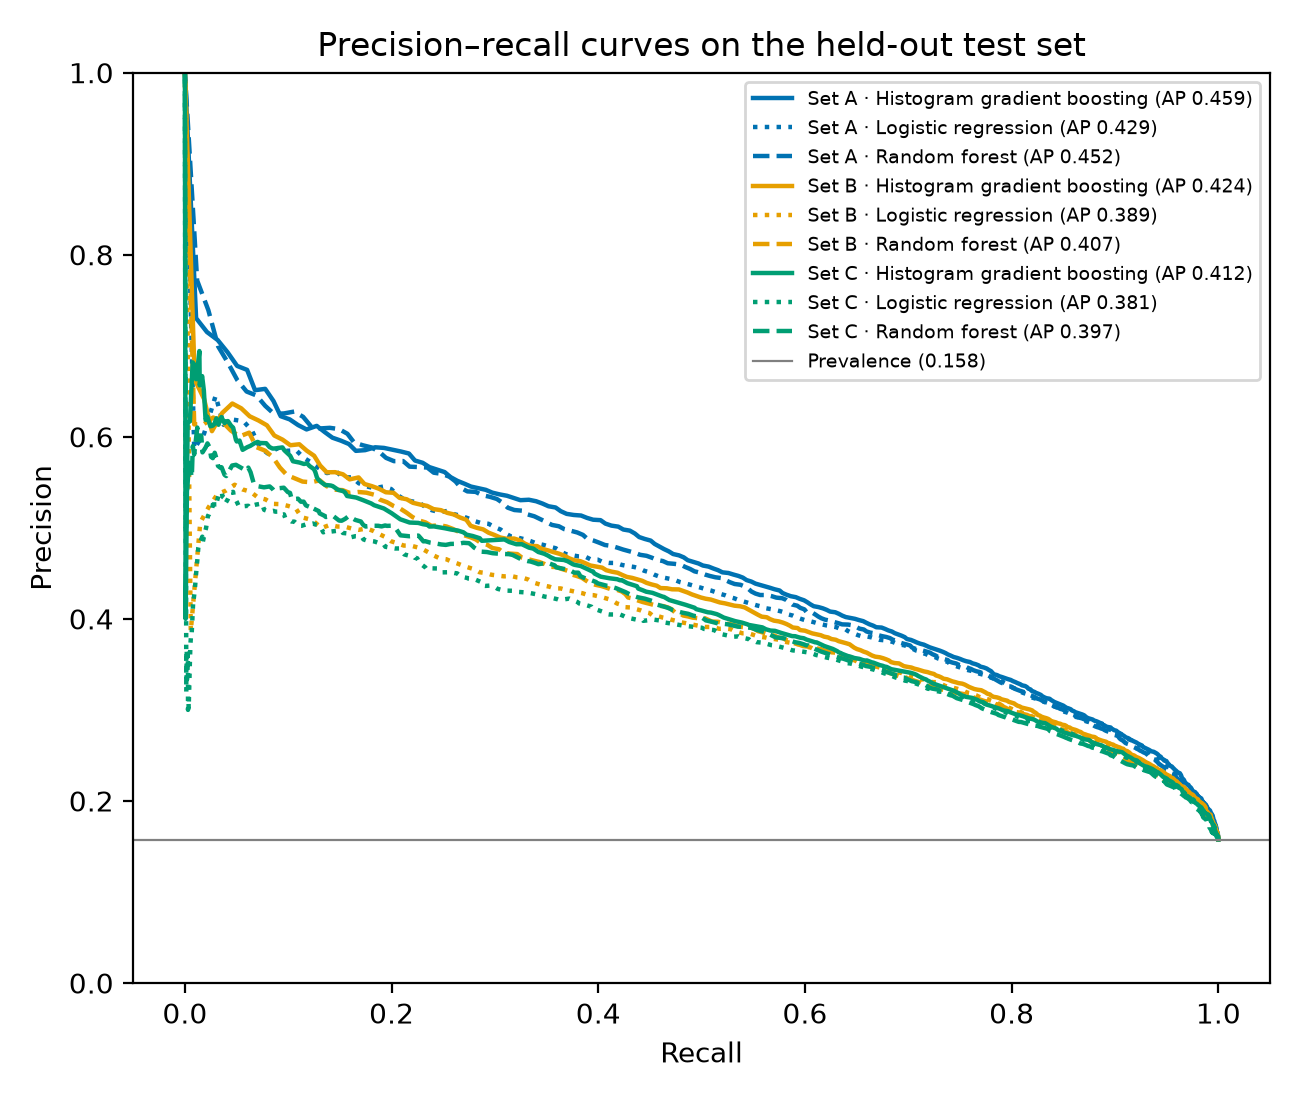 Precision–recall curves on the held-out test set
Precision
1.0
0.8
0.6
0.4
0.2
0.0
Set A · Histogram gradient boosting (AP 0.459)
Set A · Logistic regression (AP 0.429)
Set A · Random forest (AP 0.452)
Set B · Histogram gradient boosting (AP 0.424)
Set B · Logistic regression (AP 0.389)
Set B · Random forest (AP 0.407)
Set C · Histogram gradient boosting (AP 0.412)
Set C · Logistic regression (AP 0.381)
Set C · Random forest (AP 0.397)
Prevalence (0.158)
0.0 0.2 0.4 0.6 0.8 1.0
Recall